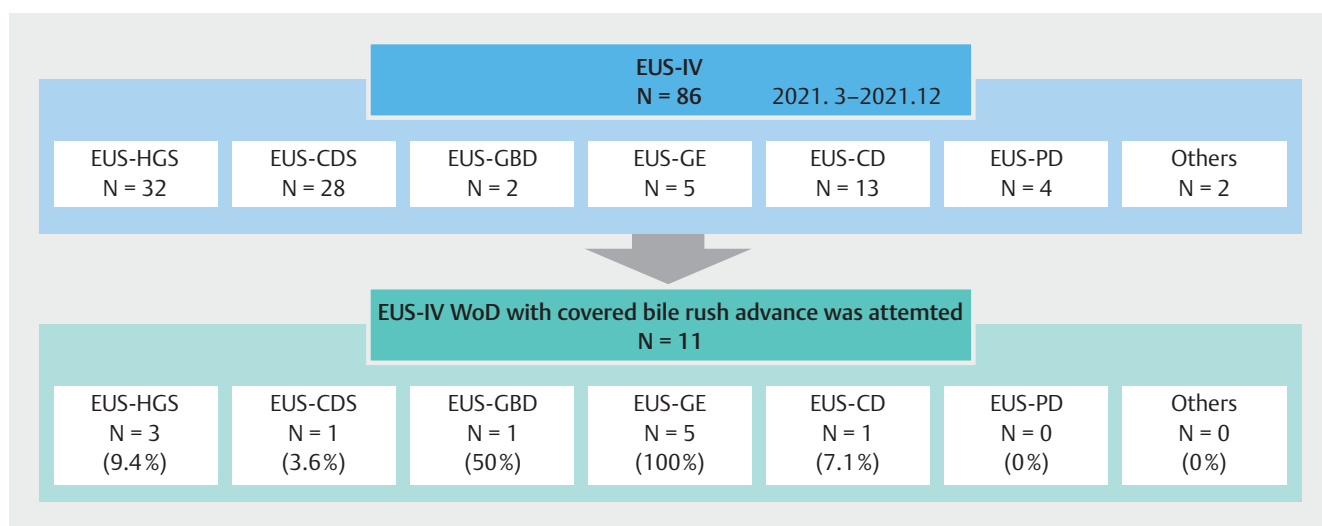 EUS-IV
N = 86 2021. 3–2021.12
EUS-HGS
N = 32
EUS-CDS
N = 28
EUS-GBD
N = 2
EUS-GE
N = 5
EUS-CD
N = 13
EUS-PD
N = 4
Others
N = 2
EUS-IV WoD with covered bile rush advance was attemted
N = 11
EUS-HGS
N = 3
(9.4%)
EUS-CDS
N = 1
(3.6%)
EUS-GBD
N = 1
(50%)
EUS-GE
N = 5
(100%)
EUS-CD
N = 1
(7.1%)
EUS-PD
N = 0
(0%)
Others
N = 0
(0%)